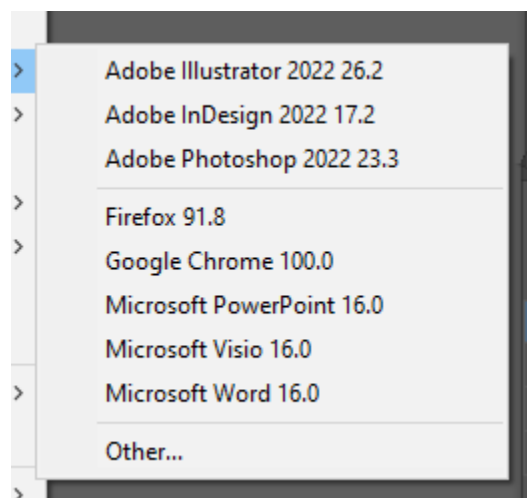 Adobe Illustrator 2022 26.2
Adobe InDesign 2022 17.2
Adobe Photoshop 2022 23.3
Firefox 91.8
Google Chrome 100.0
Microsoft PowerPoint 16.0
Microsoft Visio 16.0
Microsoft Word 16.0
Other...